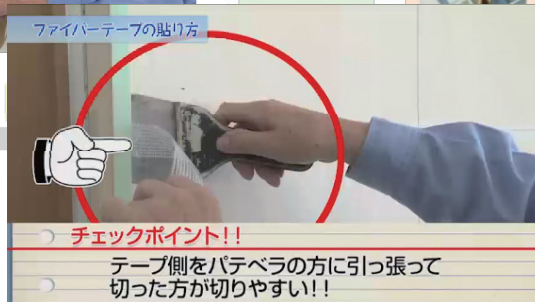 ファイバーテープの貼り方
チェックポイント!!
テープ側をパテベラの方に引っ張って
切った方が切りやすい!!